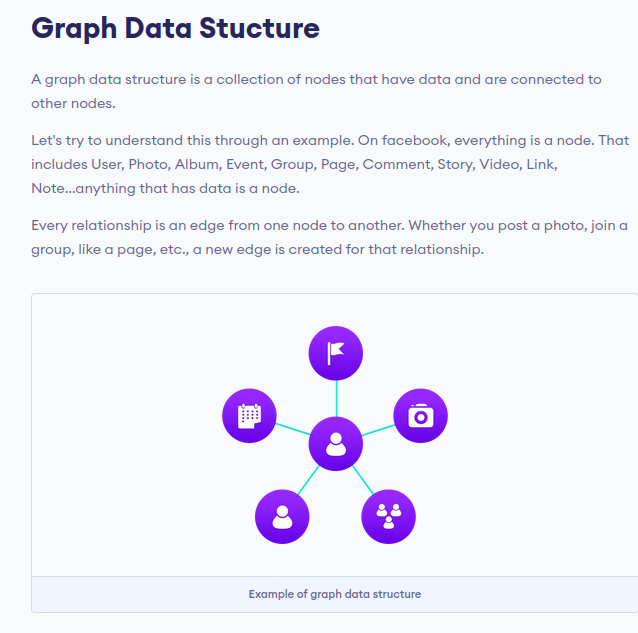 Graph Data Stucture
A graph data structure is a collection of nodes that have data and are connected to
other nodes.
Let's try to understand this through an example. On facebook, everything is a node. That
includes User, Photo, Album, Event, Group, Page, Comment, Story, Video, Link,
Note...anything that has data is a node.
Every relationship is an edge from one node to another. Whether you post a photo, join a
group, like a page, etc., a new edge is created for that relationship.
Example of graph data structure